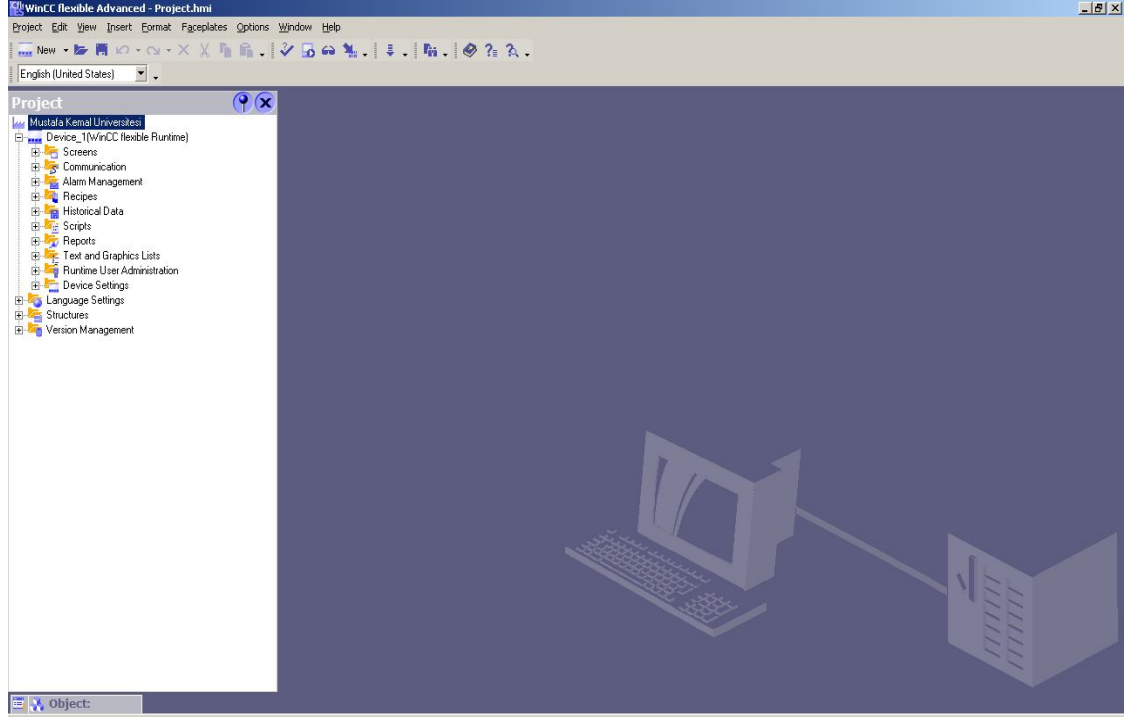 WinCC flexible Advanced - Project.hmi
Project Edit View Insert Format Faceplates Options Window Help
New
English (United States)
Project
Mustafa Kemal Universitesi
Device_1(WinCC flexible Runtime)
Screens
Communication
Alarm Management
Recipes
Historical Data
Scripts
Reports
Text and Graphics Lists
Runtime User Administration
Device Settings
Language Settings
Structures
Version Management
Object: